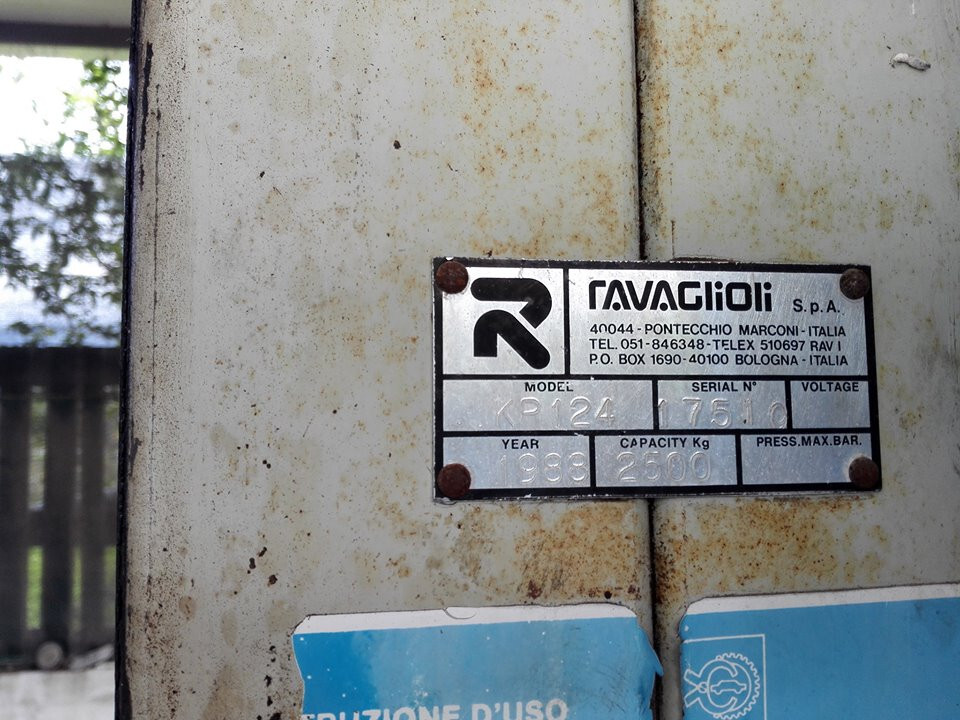 R
RAVAGLIOLI S.p.A.
40044 - PONTECCHIO MARCONI - ITALIA
TEL. 051 - 846348 - TELEX 510697 RAV I
P.O. BOX 1690 - 40100 BOLOGNA - ITALIA
MODEL SERIAL N° VOLTAGE
KP124 17510
YEAR CAPACITY Kg PRESS.MAX.BAR.
1988 2500
D'USO